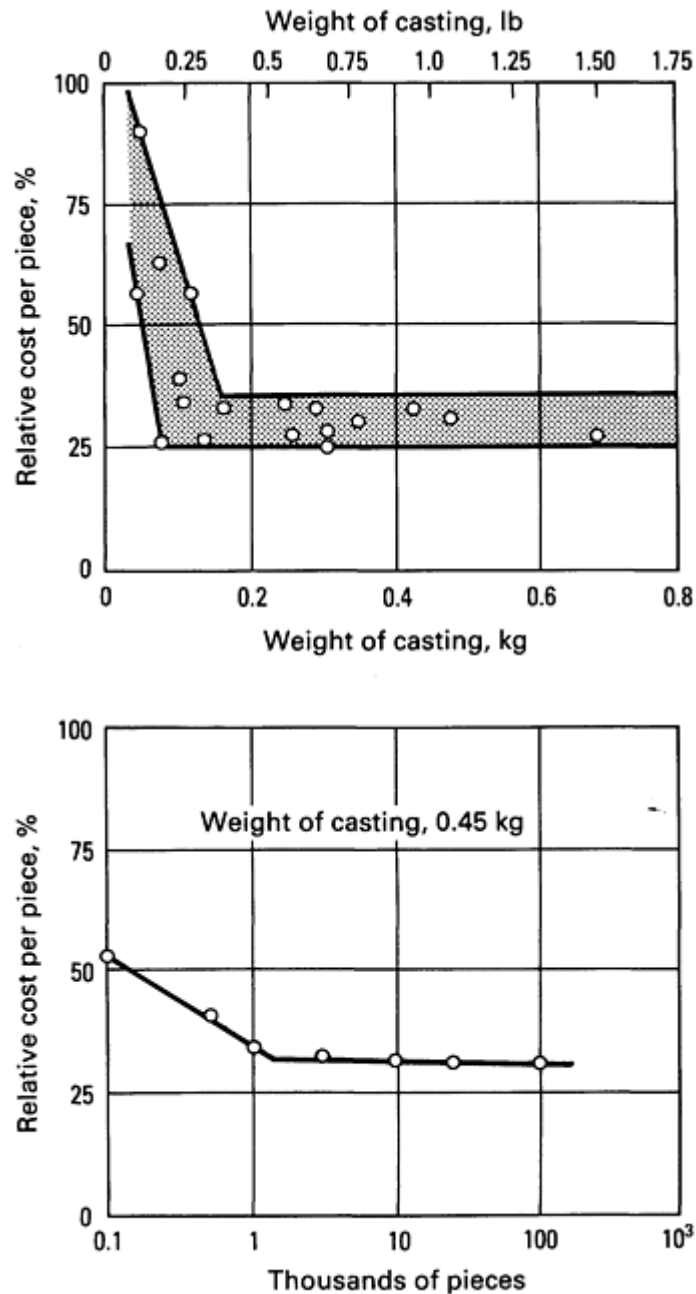 Weight of casting, lb
0 0.25 0.50 0.75 1.00 1.25 1.50 1.75
100
75
50
25
0
Relative cost per piece, %
0 0.2 0.4 0.6 0.8
Weight of casting, kg
100
75
50
25
0
Relative cost per piece, %
Weight of casting, 0.45 kg
0.1 1 10 100 10³
Thousands of pieces